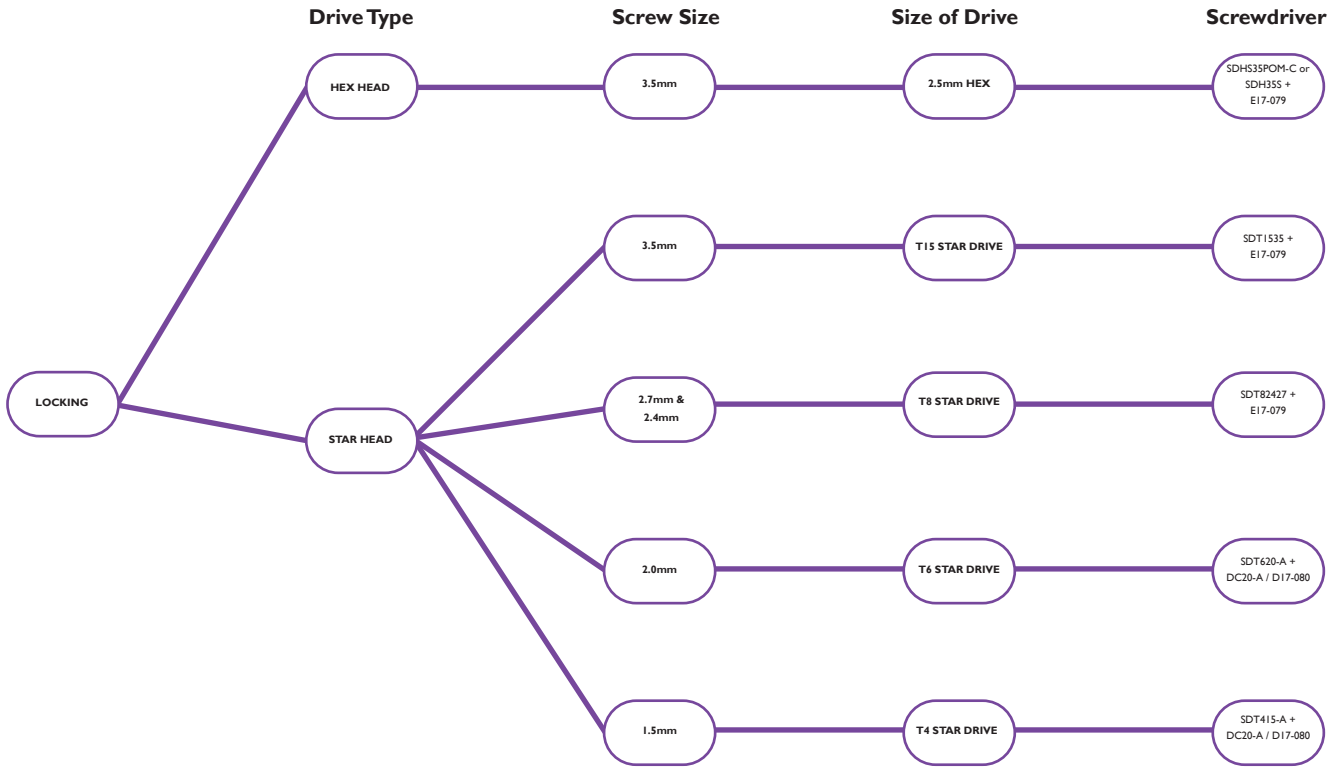 Drive Type Screw Size Size of Drive Screwdriver
HEX HEAD
3.5mm
2.5mm HEX
SDHS35POM-C or
SDH35S +
E17-079
3.5mm
T15 STAR DRIVE
SDT1535 +
E17-079
LOCKING
STAR HEAD
2.7mm &
2.4mm
T8 STAR DRIVE
SDT82427 +
E17-079
2.0mm
T6 STAR DRIVE
SDT620-A +
DC20-A / D17-080
1.5mm
T4 STAR DRIVE
SDT415-A +
DC20-A / D17-080